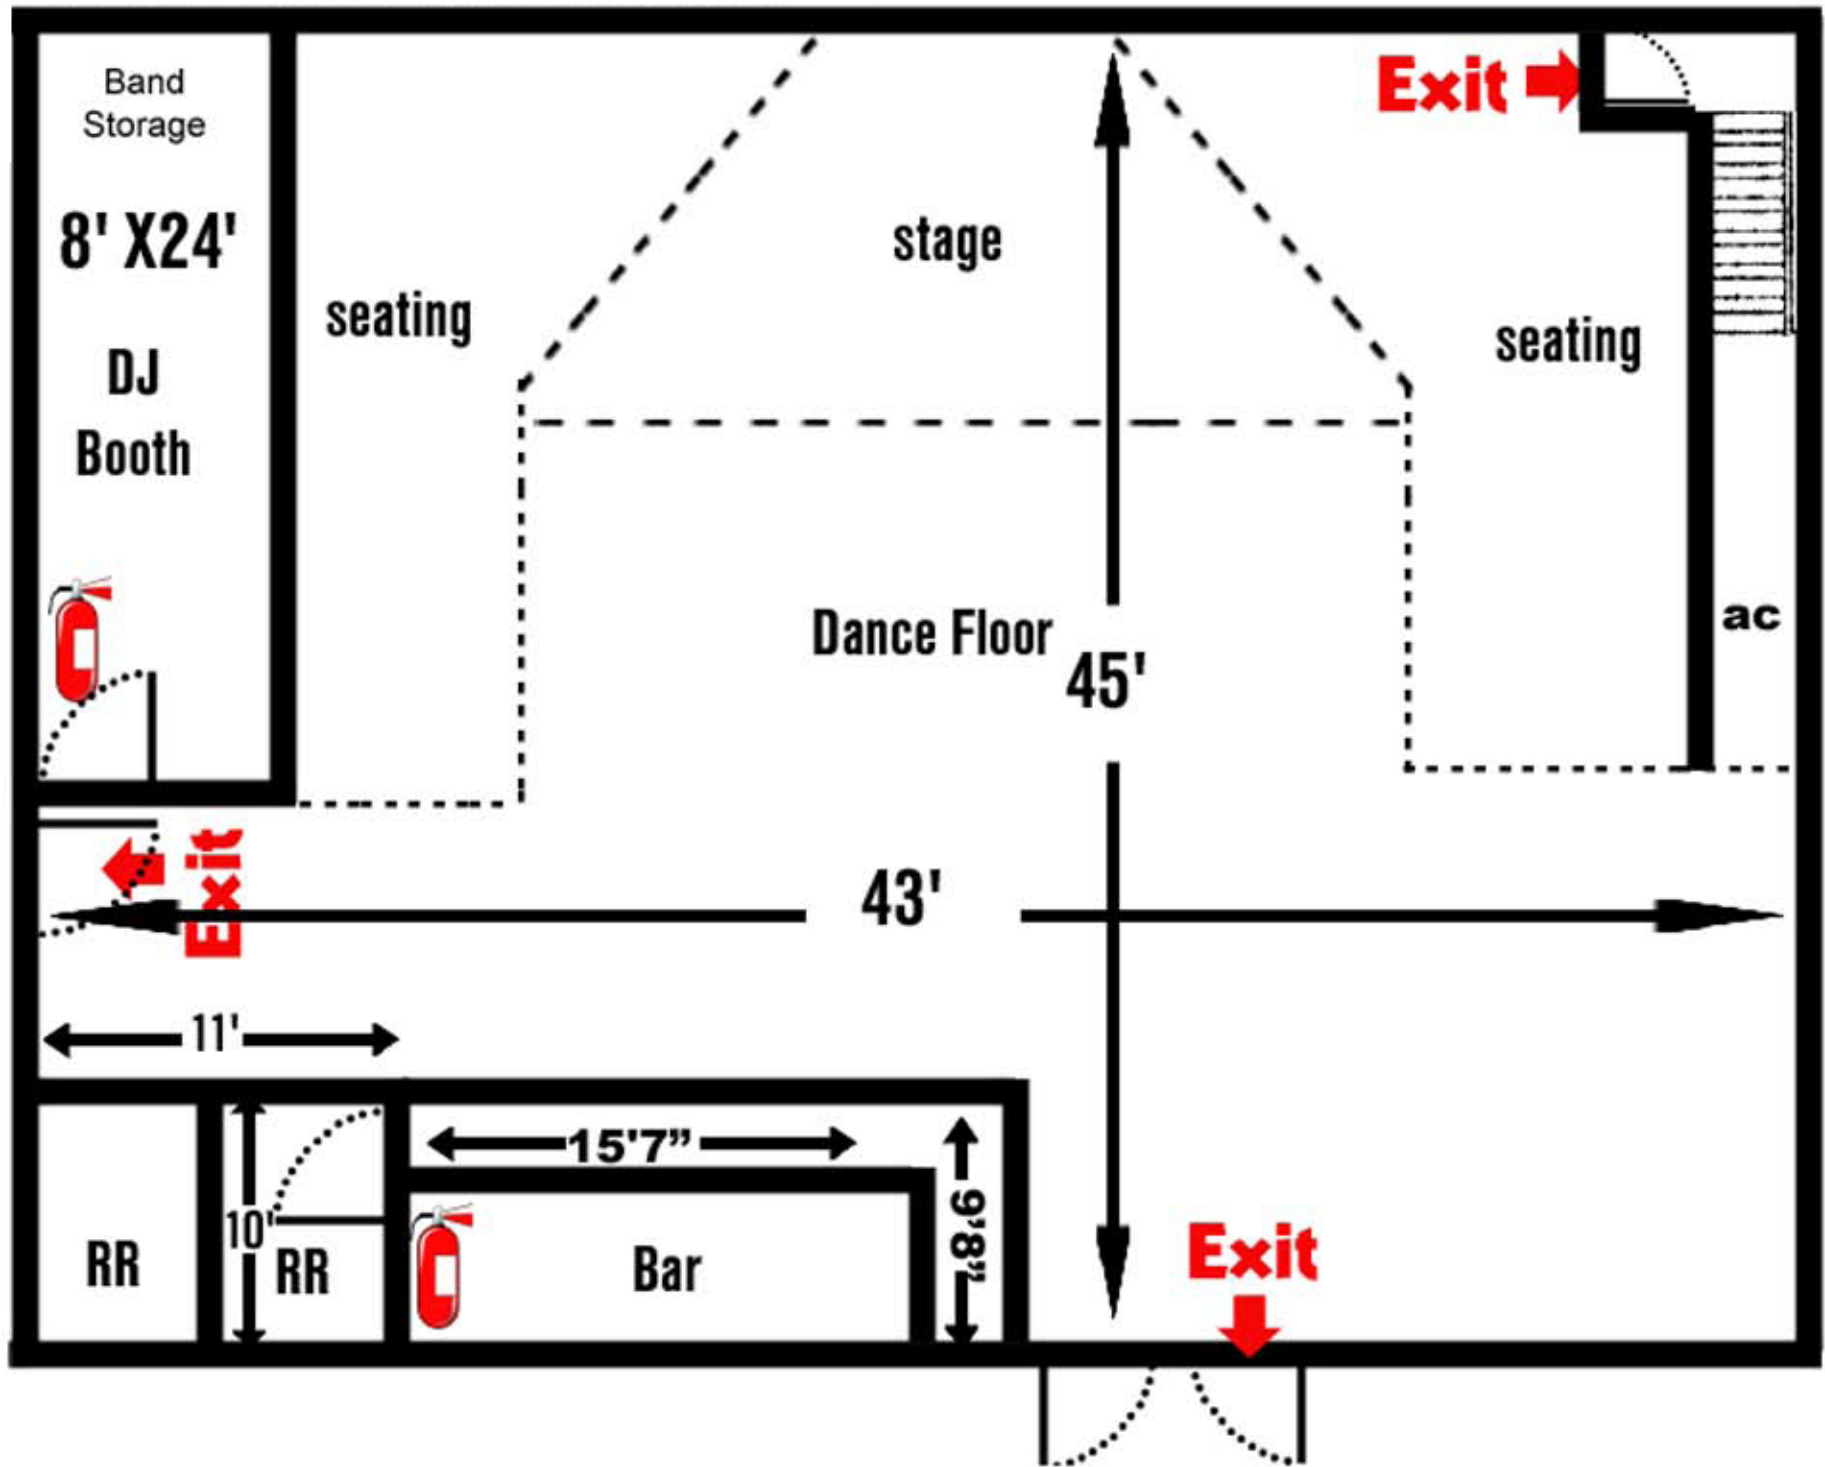 Band
Storage
8' X24'
DJ
Booth
seating
stage
Exit
seating
ac
Dance Floor
45'
Exit
43'
11'
15'7”
9'8”
10'
RR
RR
Bar
Exit